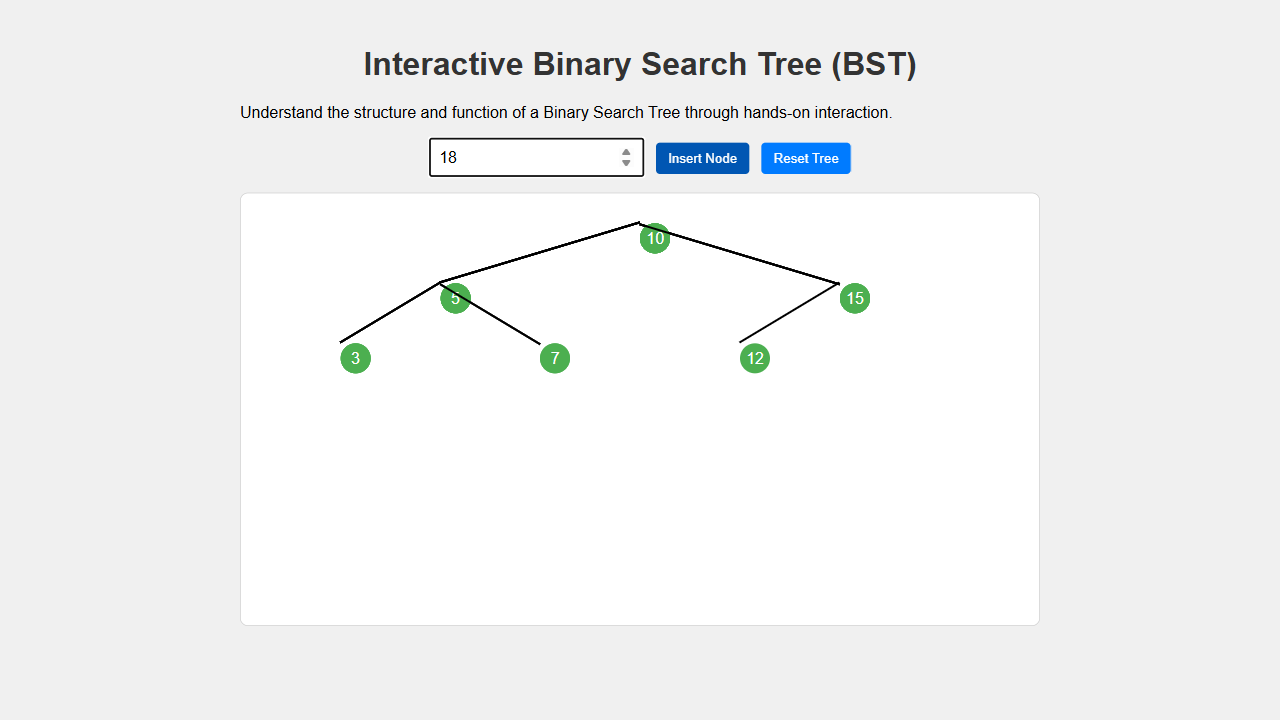 Interactive Binary Search Tree (BST)
Understand the structure and function of a Binary Search Tree through hands-on interaction.
18 Insert Node Reset Tree
10
5 15
3 7 12